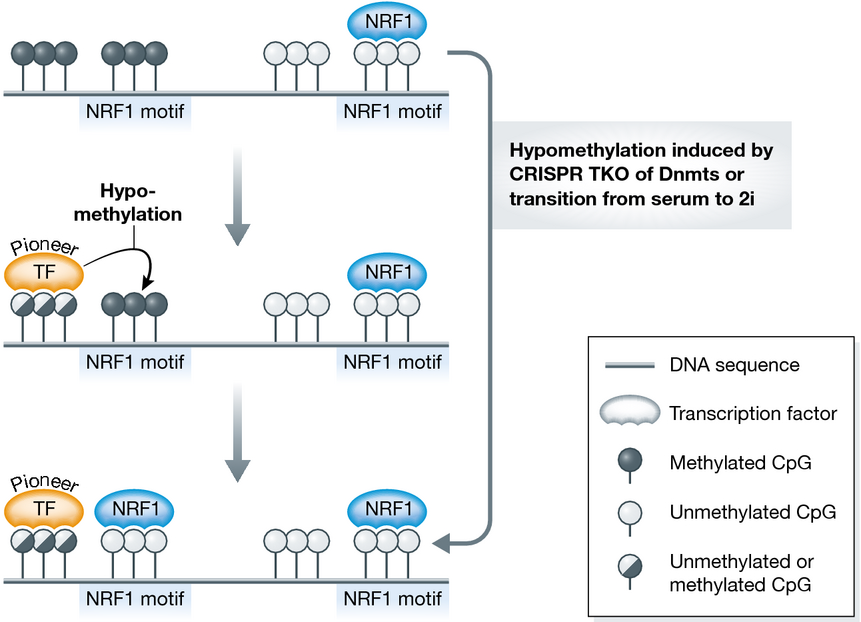 NRF1
NRF1 motif
NRF1 motif
Hypomethylation induced by
CRISPR TKO of Dnmts or
transition from serum to 2i
Hypo-
methylation
Pioneer
TF
NRF1
NRF1 motif
NRF1 motif
Pioneer
TF
NRF1
NRF1
NRF1 motif
NRF1 motif
DNA sequence
Transcription factor
Methylated CpG
Unmethylated CpG
Unmethylated or
methylated CpG